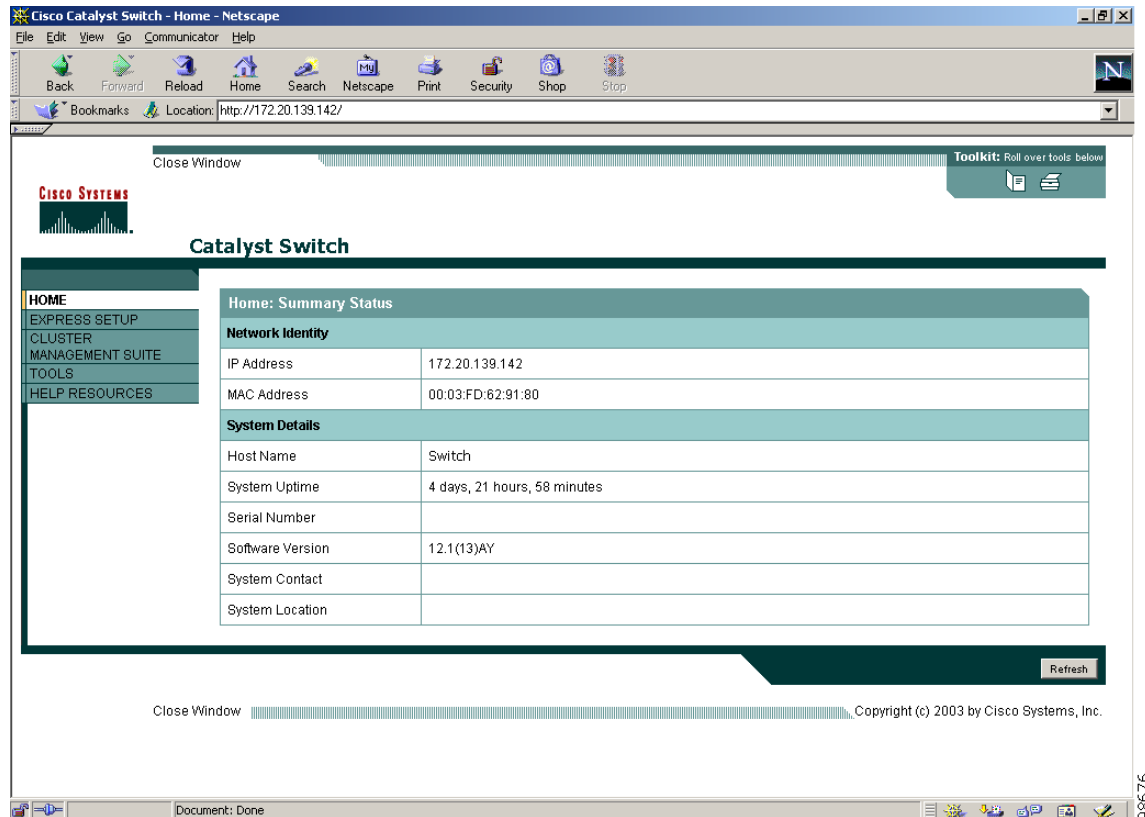 Cisco Catalyst Switch - Home - Netscape
File Edit View Go Communicator Help
Back Forward Reload Home Search Netscape Print Security Shop Stop
My
N
Bookmarks Location: http://172.20.139.142/
Close Window
Toolkit: Roll over tools below
CISCO SYSTEMS
Catalyst Switch
HOME
EXPRESS SETUP
CLUSTER
MANAGEMENT SUITE
TOOLS
HELP RESOURCES
Home: Summary Status
Network Identity
IP Address 172.20.139.142
MAC Address 00:03:FD:62:91:80
System Details
Host Name Switch
System Uptime 4 days, 21 hours, 58 minutes
Serial Number
Software Version 12.1(13)AY
System Contact
System Location
Refresh
Close Window
Copyright (c) 2003 by Cisco Systems, Inc.
Document: Done